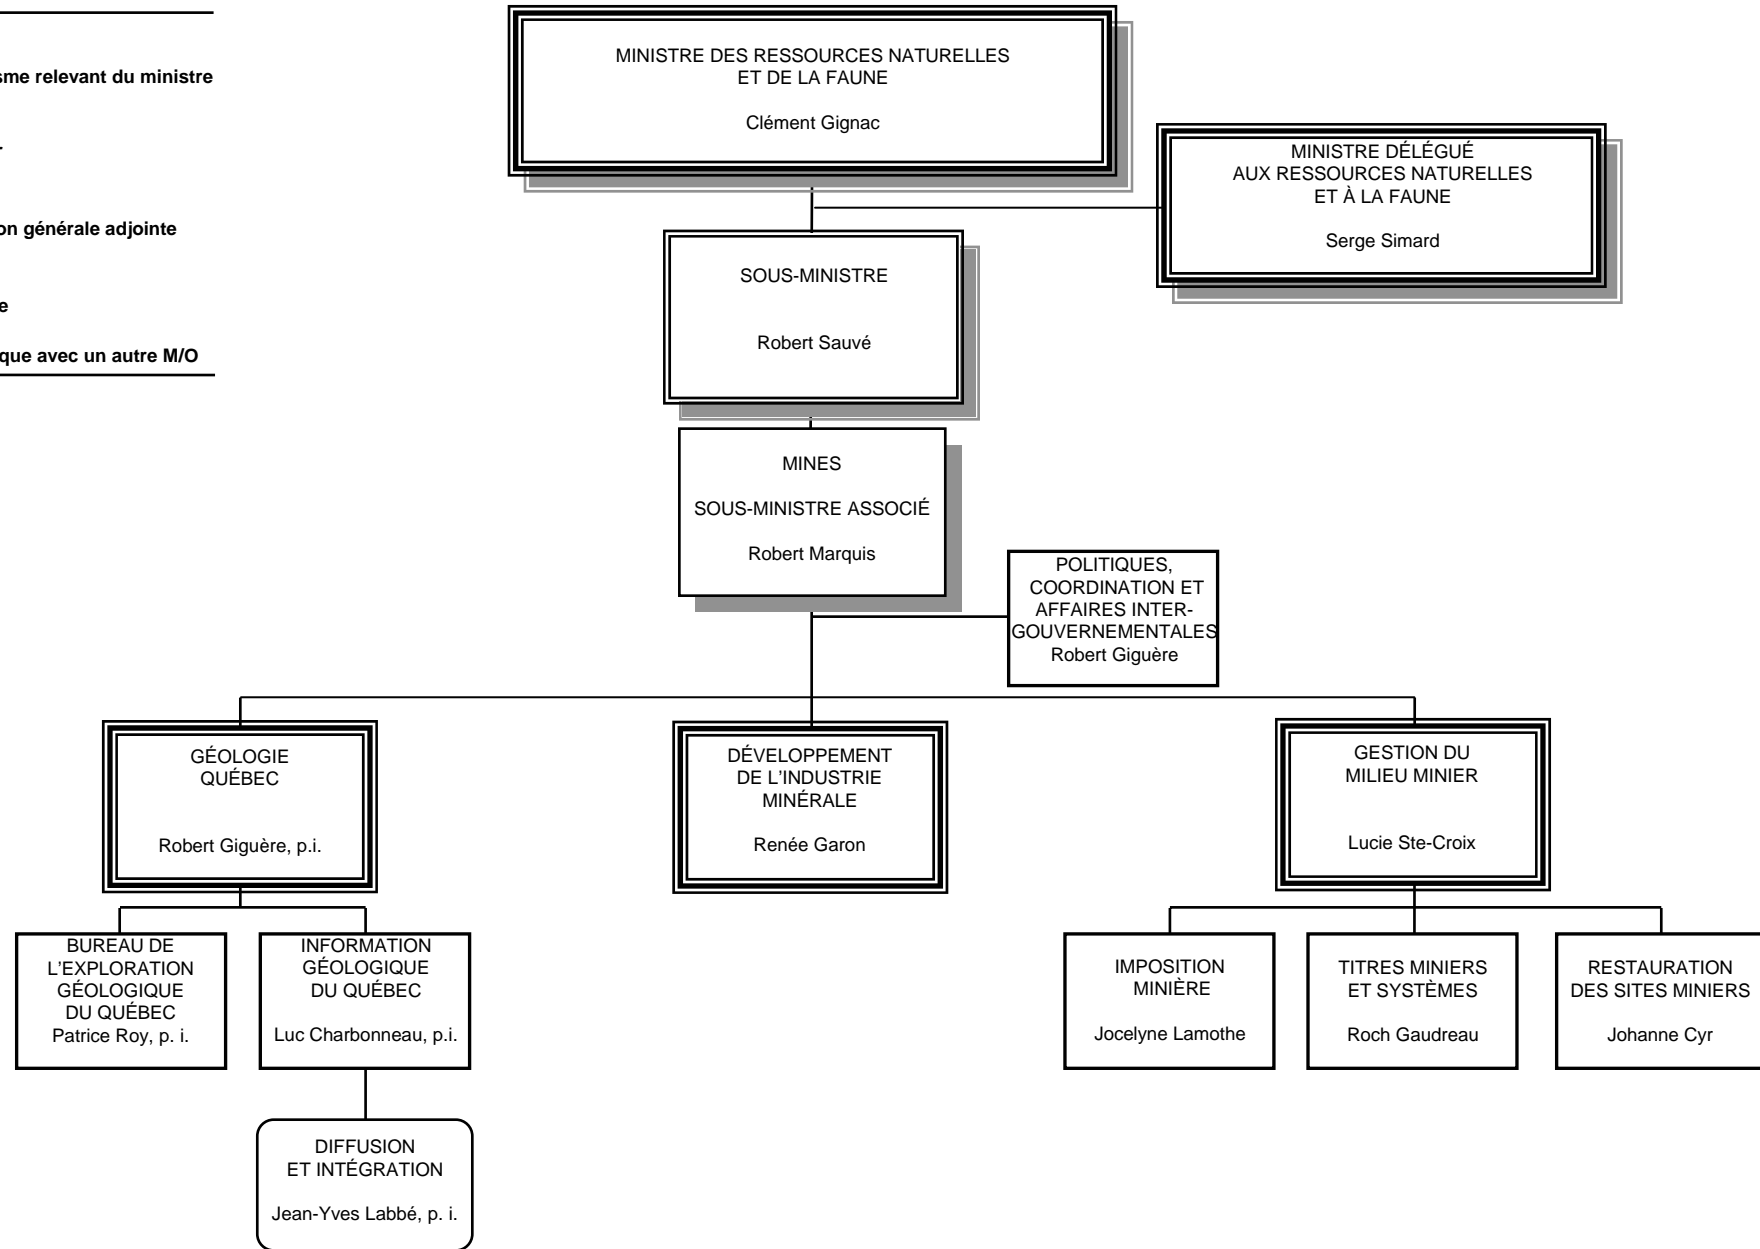 relevant du ministre
générale adjointe
avec un autre M/O
MINISTRE DES RESSOURCES NATURELLES
ET DE LA FAUNE
Clément Gignac
MINISTRE DÉLÉGUÉ
AUX RESSOURCES NATURELLES
ET À LA FAUNE
Serge Simard
SOUS-MINISTRE
Robert Sauvé
MINES
SOUS-MINISTRE ASSOCIÉ
Robert Marquis
POLITIQUES,
COORDINATION ET
AFFAIRES INTER-
GOUVERNEMENTALES
Robert Giguère
GÉOLOGIE
QUÉBEC
Robert Giguère, p.i.
DÉVELOPPEMENT
DE L'INDUSTRIE
MINÉRALE
Renée Garon
GESTION DU
MILIEU MINIER
Lucie Ste-Croix
BUREAU DE
L'EXPLORATION
GÉOLOGIQUE
DU QUÉBEC
Patrice Roy, p. i.
INFORMATION
GÉOLOGIQUE
DU QUÉBEC
Luc Charbonneau, p.i.
IMPOSITION
MINIÈRE
Jocelyne Lamothe
TITRES MINIERS
ET SYSTÈMES
Roch Gaudreau
RESTAURATION
DES SITES MINIERS
Johanne Cyr
DIFFUSION
ET INTÉGRATION
Jean-Yves Labbé, p. i.